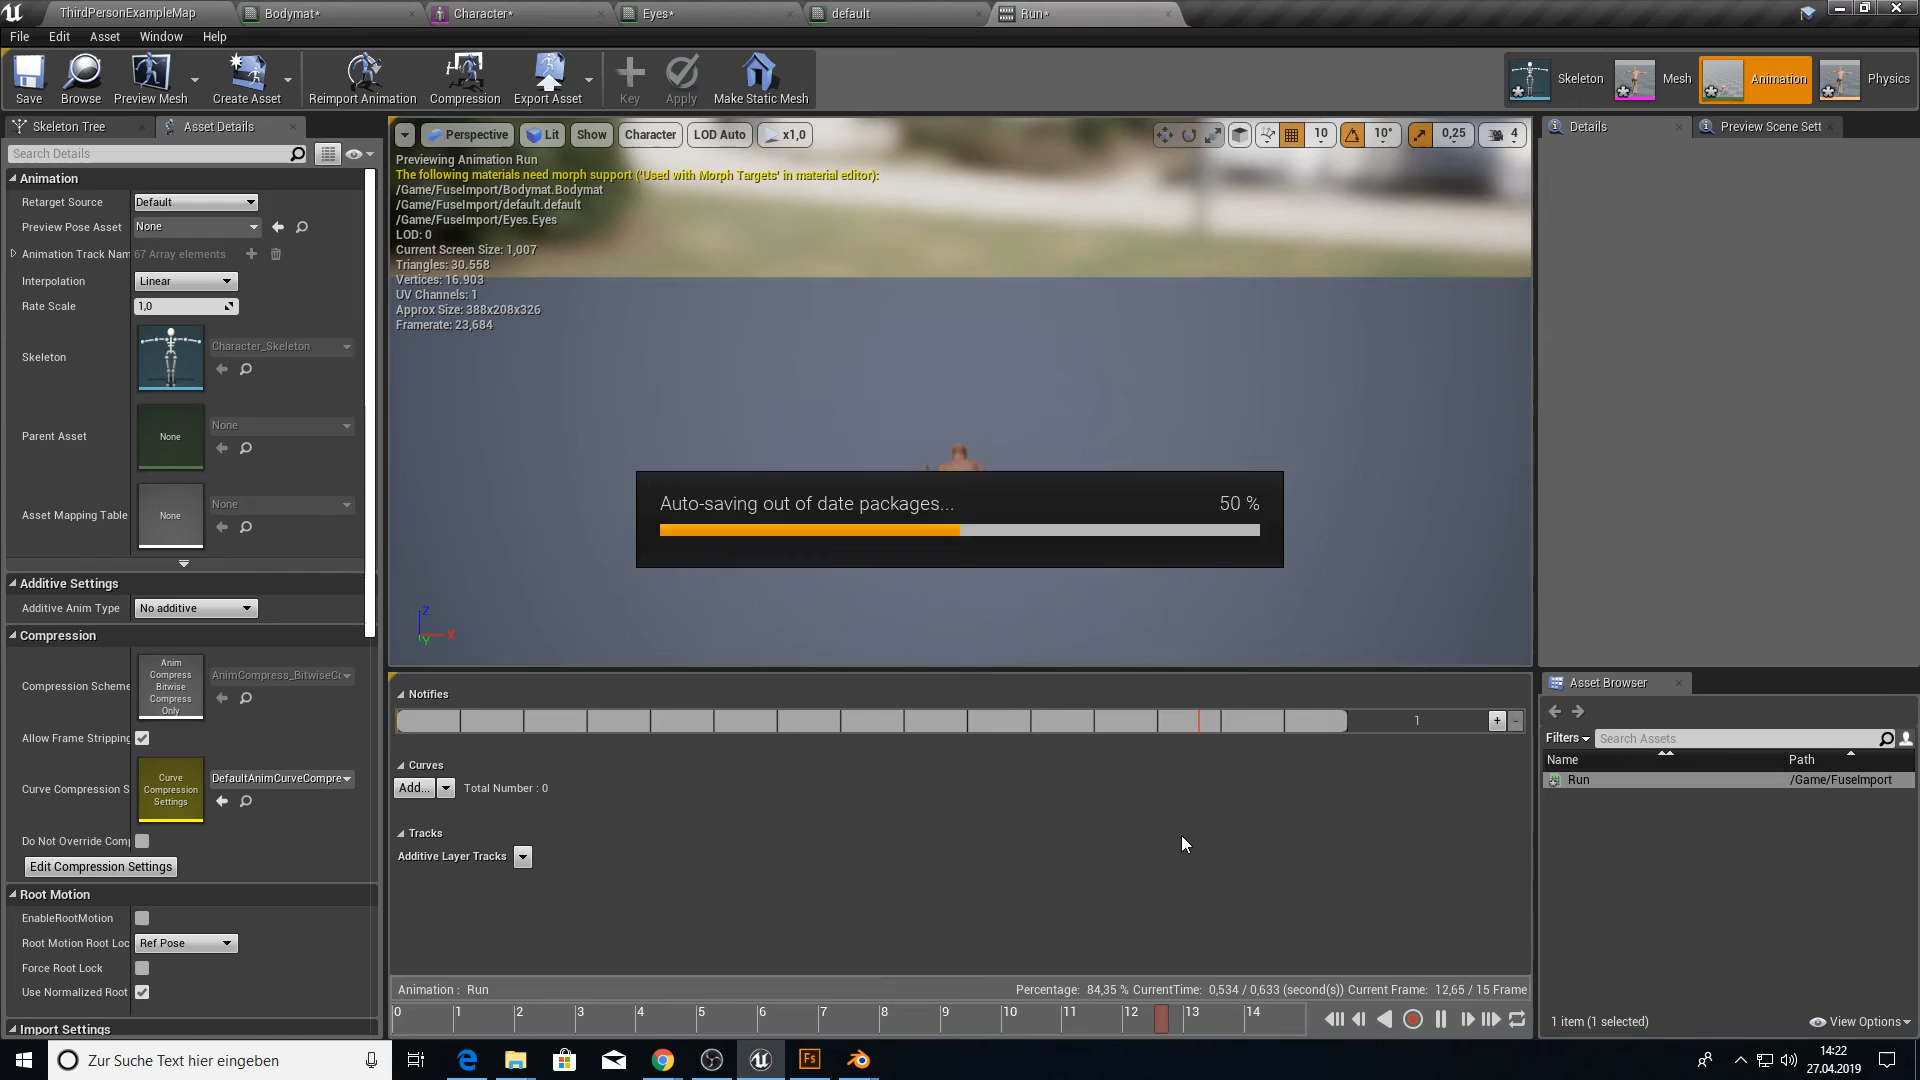 ThirdPersonExampleMap
Bodymat*
Character*
Eyes*
default
Run*
File Edit Asset Window Help
Save
Browse
Preview Mesh
Create Asset
Reimport Animation
Compression
Export Asset
Key
Apply
Make Static Mesh
Skeleton
Mesh
Animation
Physics
Skeleton Tree
Asset Details
Search Details
Animation
Retarget Source Default
Preview Pose Asset None
Animation Track Nam 67 Array elements
Interpolation Linear
Rate Scale 1,0
Skeleton Character_Skeleton
Parent Asset None None
Asset Mapping Table None None
Additive Settings
Additive Anim Type No additive
Compression
Compression Scheme
Anim
Compress
Bitwise
Compress
Only
AnimCompress_BitwiseCo
Allow Frame Stripping
Curve Compression S
Curve
Compression
Settings
DefaultAnimCurveCompre
Do Not Override Comp
Edit Compression Settings
Root Motion
EnableRootMotion
Root Motion Root Loc Ref Pose
Force Root Lock
Use Normalized Root
Import Settings
Perspective Lit Show Character LOD Auto x1,0
10 10° 0,25 4
Previewing Animation Run
The following materials need morph support ('Used with Morph Targets' in material editor):
/Game/FuseImport/Bodymat.Bodymat
/Game/FuseImport/default.default
/Game/FuseImport/Eyes.Eyes
LOD: 0
Current Screen Size: 1,007
Triangles: 30.558
Vertices: 16.903
UV Channels: 1
Approx Size: 388x208x326
Framerate: 23,684
Auto-saving out of date packages... 50 %
Z
X
Y
Notifies
1
+ -
Curves
Add... Total Number : 0
Tracks
Additive Layer Tracks
Animation : Run
Percentage: 84,35 % CurrentTime: 0,534 / 0,633 (second(s)) Current Frame: 12,65 / 15 Frame
0 1 2 3 4 5 6 7 8 9 10 11 12 13 14
Details
Preview Scene Sett
Asset Browser
Filters
Search Assets
Name Path
Run /Game/FuseImport
1 item (1 selected)
View Options
Zur Suche Text hier eingeben
Fs
14:22
27.04.2019